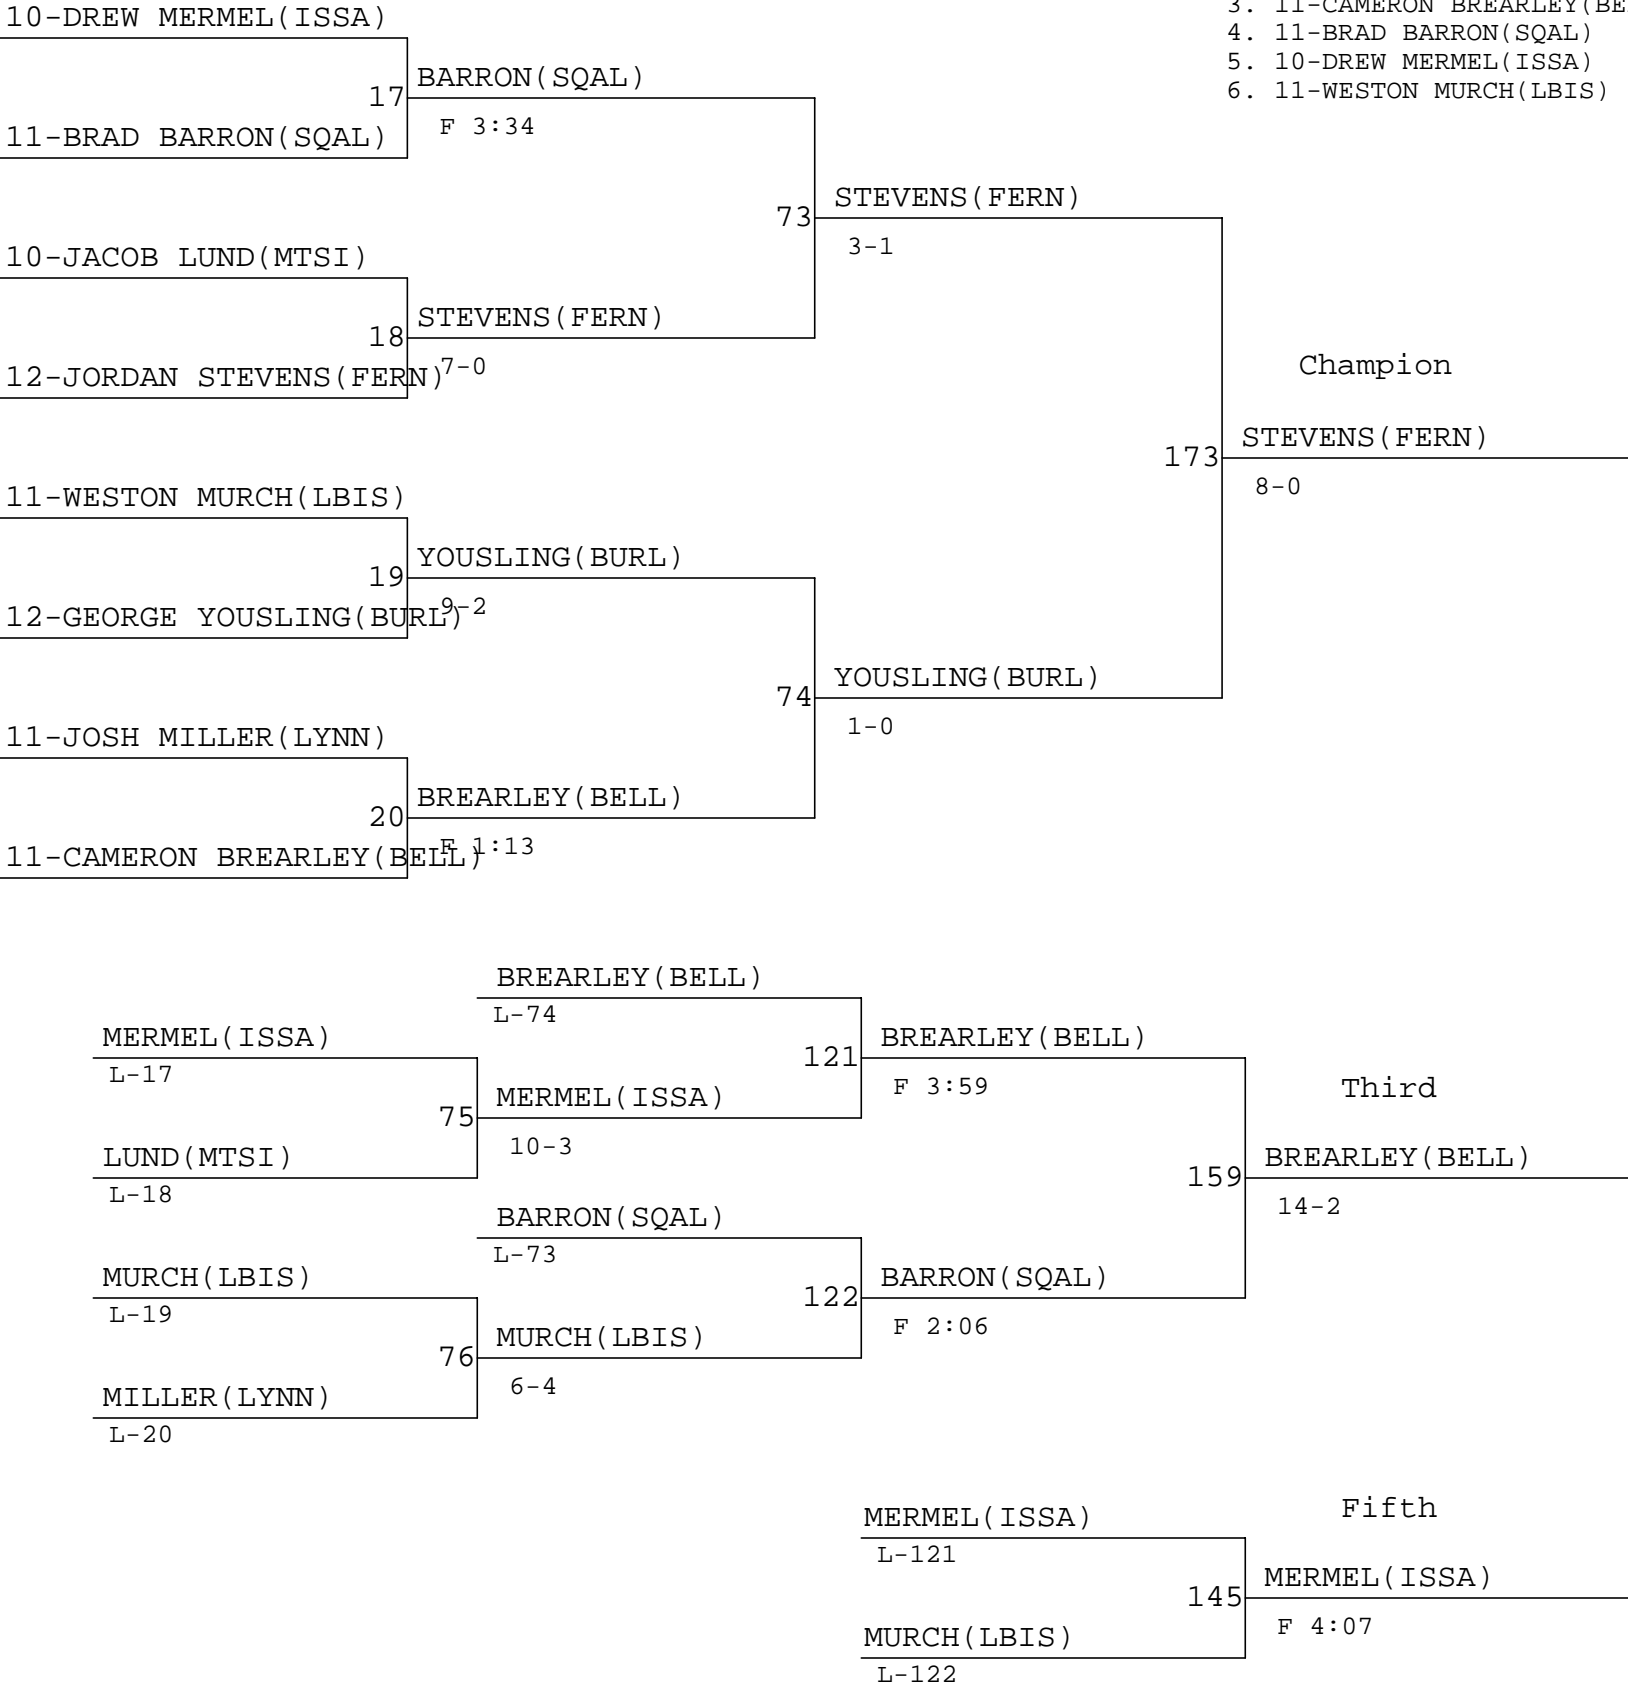 10-DREW MERMEL(ISSA)
3. 11-CAMERON BREARLEY(BE
4. 11-BRAD BARRON(SQAL)
5. 10-DREW MERMEL(ISSA)
6. 11-WESTON MURCH(LBIS)
BARRON(SQAL)
17
F 3:34
11-BRAD BARRON(SQAL)
STEVENS(FERN)
73
3-1
10-JACOB LUND(MTSI)
STEVENS(FERN)
18
7-0
12-JORDAN STEVENS(FERN)
Champion
STEVENS(FERN)
173
8-0
11-WESTON MURCH(LBIS)
YOUSLING(BURL)
19
9-2
12-GEORGE YOUSLING(BURL)
YOUSLING(BURL)
74
1-0
11-JOSH MILLER(LYNN)
BREARLEY(BELL)
20
F 1:13
11-CAMERON BREARLEY(BELL)
BREARLEY(BELL)
L-74
MERMEL(ISSA)
L-17
121
BREARLEY(BELL)
F 3:59
75
MERMEL(ISSA)
10-3
Third
LUND(MTSI)
L-18
159
BREARLEY(BELL)
14-2
BARRON(SQAL)
L-73
MURCH(LBIS)
L-19
122
BARRON(SQAL)
F 2:06
76
MURCH(LBIS)
6-4
MILLER(LYNN)
L-20
Fifth
MERMEL(ISSA)
L-121
145
MERMEL(ISSA)
F 4:07
MURCH(LBIS)
L-122